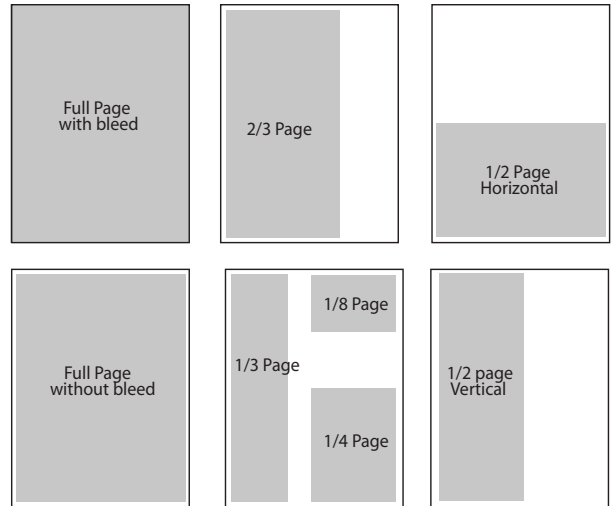 Full Page
with bleed
2/3 Page
1/2 Page
Horizontal
Full Page
without bleed
1/3 Page
1/8 Page
1/4 Page
1/2 page
Vertical